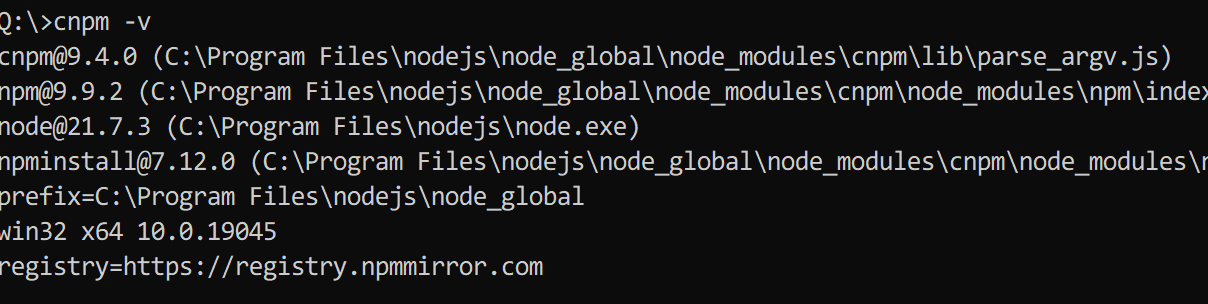 Q:\>cnpm -v
cnpm@9.4.0 (C:\Program Files\nodejs\node_global\node_modules\cnpm\lib\parse_argv.js)
npm@9.9.2 (C:\Program Files\nodejs\node_global\node_modules\cnpm\node_modules\npm\index
node@21.7.3 (C:\Program Files\nodejs\node.exe)
npminstall@7.12.0 (C:\Program Files\nodejs\node_global\node_modules\cnpm\node_modules\
prefix=C:\Program Files\nodejs\node_global
win32 x64 10.0.19045
registry=https://registry.npmmirror.com